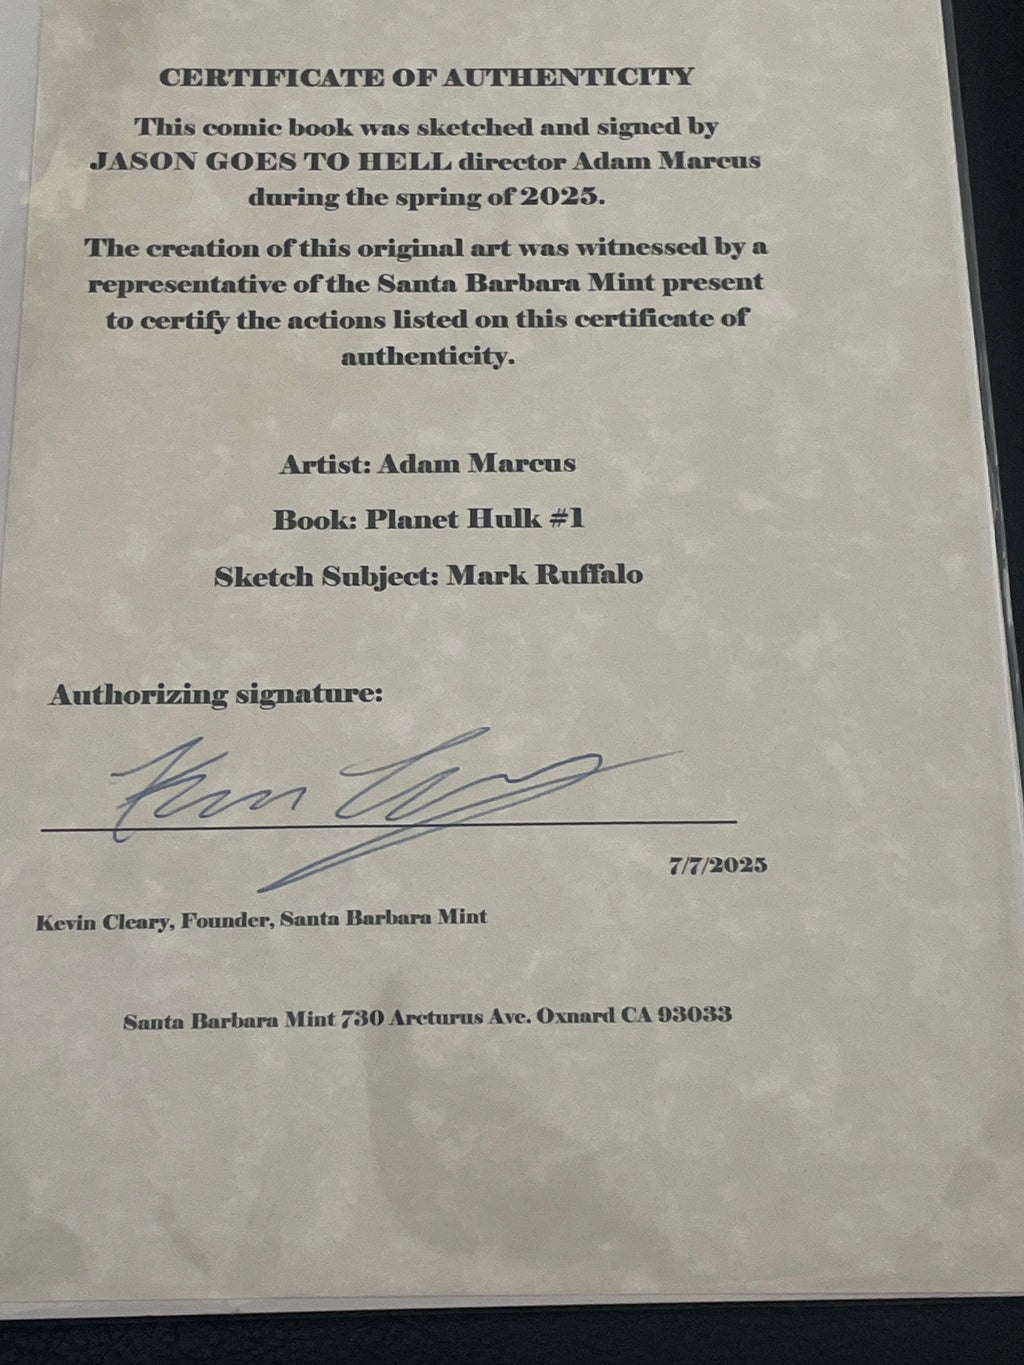 CERTIFICATE OF AUTHENTICITY
This comic book was sketched and signed by
JASON GOES TO HELL director Adam Marcus
during the spring of 2025.
The creation of this original art was witnessed by a
representative of the Santa Barbara Mint present
to certify the actions listed on this certificate of
authenticity.
Artist: Adam Marcus
Book: Planet Hulk #1
Sketch Subject: Mark Ruffalo
Authorizing signature:
7/7/2025
Kevin Cleary, Founder, Santa Barbara Mint
Santa Barbara Mint 730 Arcturus Ave. Oxnard CA 93033